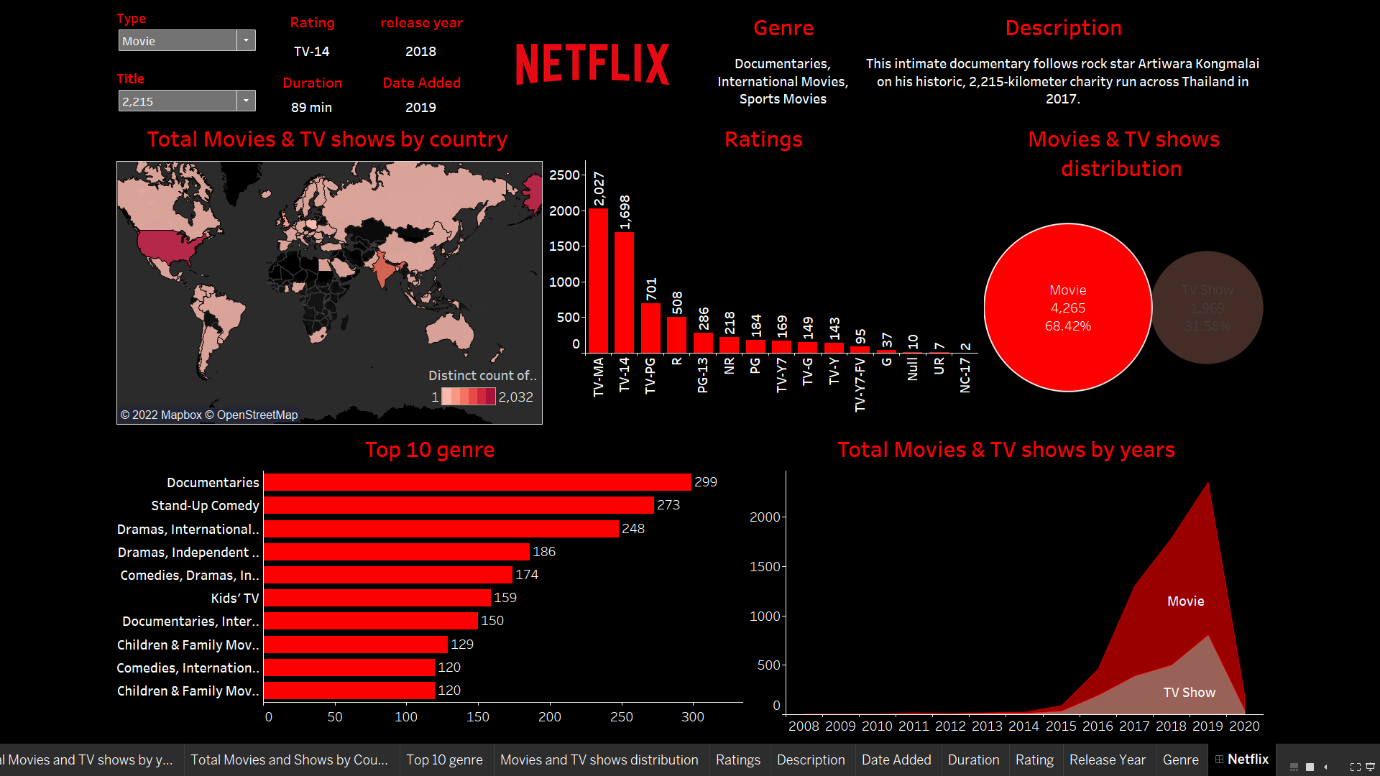 Type
Movie
Title
2,215
Rating
TV-14
Duration
89 min
release year
2018
Date Added
2019
NETFLIX
Genre
Documentaries,
International Movies,
Sports Movies
Description
This intimate documentary follows rock star Artiwara Kongmalai
on his historic, 2,215-kilometer charity run across Thailand in
2017.
Total Movies & TV shows by country
Distinct count of..
1 2,032
© 2022 Mapbox © OpenStreetMap
Ratings
2500
2000
1500
1000
500
0
2,027
1,698
701
508
286
218
184
169
149
143
95
37
10
7
2
TV-MA
TV-14
TV-PG
R
PG-13
NR
PG
TV-Y7
TV-G
TV-Y
TV-Y7-FV
G
Null
UR
NC-17
Movies & TV shows
distribution
Movie
4,265
68.42%
TV Show
1,969
31.58%
Top 10 genre
Documentaries 299
Stand-Up Comedy 273
Dramas, International.. 248
Dramas, Independent .. 186
Comedies, Dramas, In.. 174
Kids' TV 159
Documentaries, Inter.. 150
Children & Family Mov.. 129
Comedies, Internation.. 120
Children & Family Mov.. 120
0 50 100 150 200 250 300
Total Movies & TV shows by years
2000
1500
1000
500
0
Movie
TV Show
2008 2009 2010 2011 2012 2013 2014 2015 2016 2017 2018 2019 2020
al Movies and TV shows by y... Total Movies and Shows by Cou... Top 10 genre Movies and TV shows distribution Ratings Description Date Added Duration Rating Release Year Genre Netflix